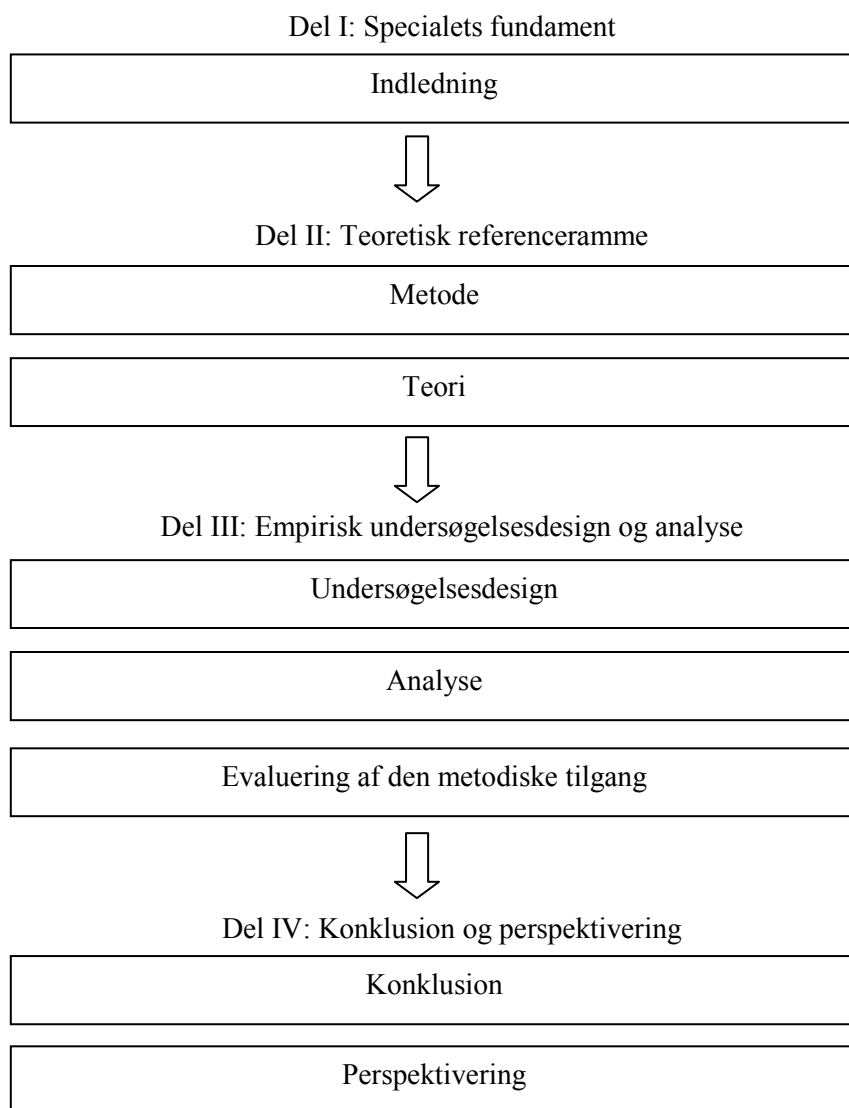 Del I: Specialets fundament
Indledning
Del II: Teoretisk referenceramme
Metode
Teori
Del III: Empirisk undersøgelsesdesign og analyse
Undersøgelsesdesign
Analyse
Evaluering af den metodiske tilgang
Del IV: Konklusion og perspektivering
Konklusion
Perspektivering